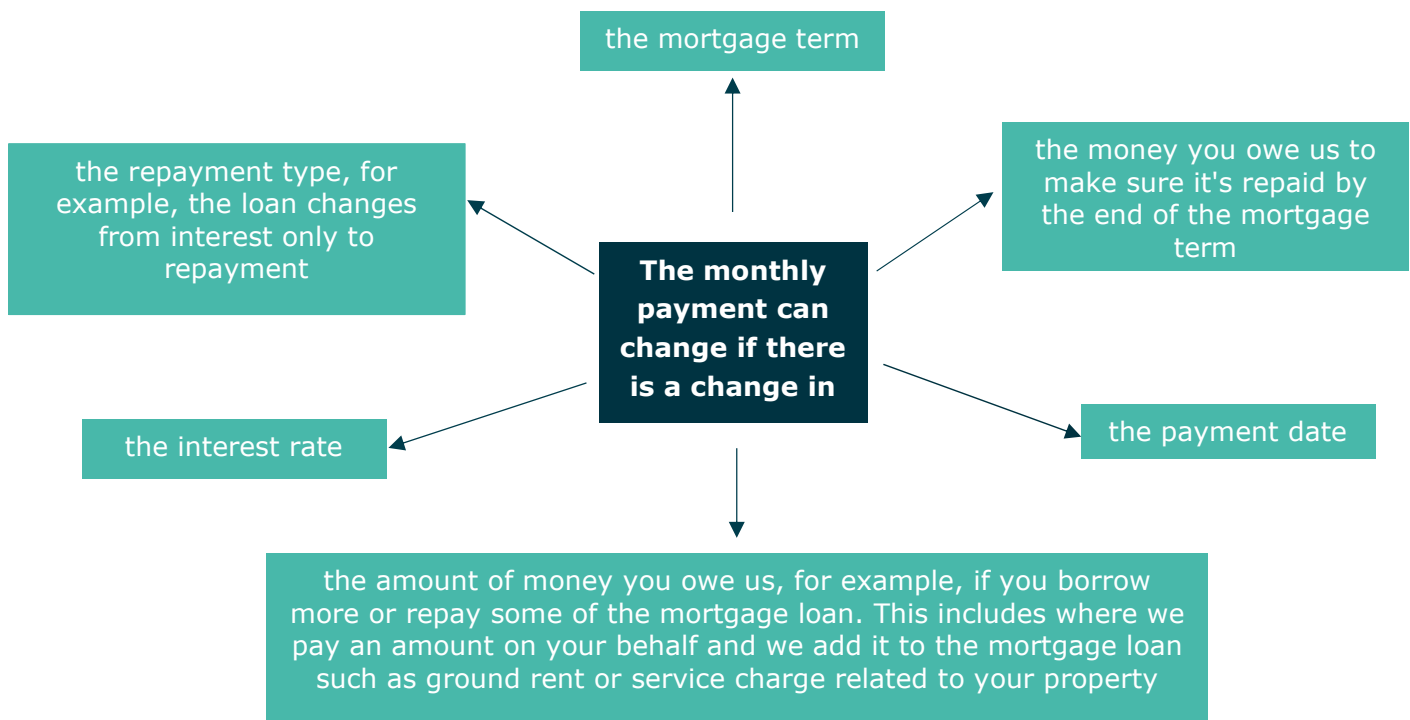 the mortgage term
the repayment type, for
example, the loan changes
from interest only to
repayment
the money you owe us to
make sure it's repaid by
the end of the mortgage
term
The monthly
payment can
change if there
is a change in
the interest rate
the payment date
the amount of money you owe us, for example, if you borrow
more or repay some of the mortgage loan. This includes where we
pay an amount on your behalf and we add it to the mortgage loan
such as ground rent or service charge related to your property